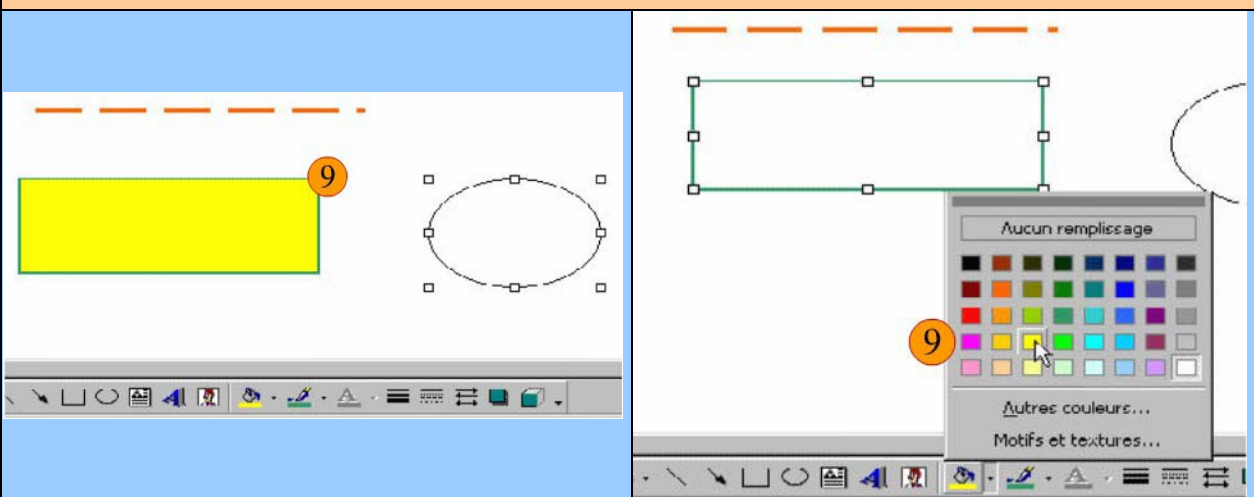 9
Aucun remplissage
9
Autres couleurs...
Motifs et textures...